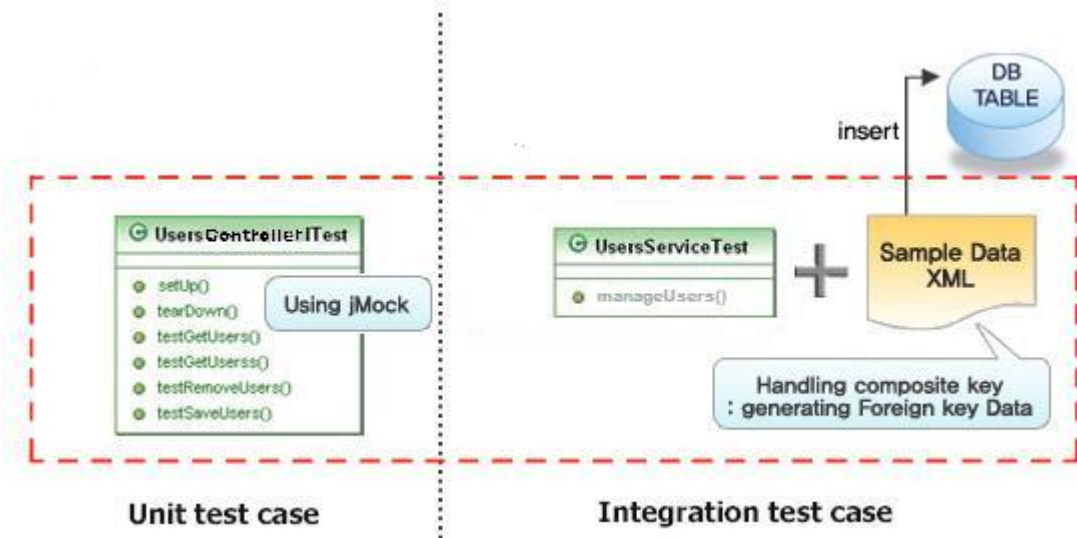 DB
TABLE
insert
UsersControllerITest
setUp()
tearDown()
testGetUsers()
testGetUserss()
testRemoveUsers()
testSaveUsers()
Using jMock
UsersServiceTest
manageUsers()
Sample Data
XML
Handling composite key
: generating Foreign key Data
Unit test case
Integration test case